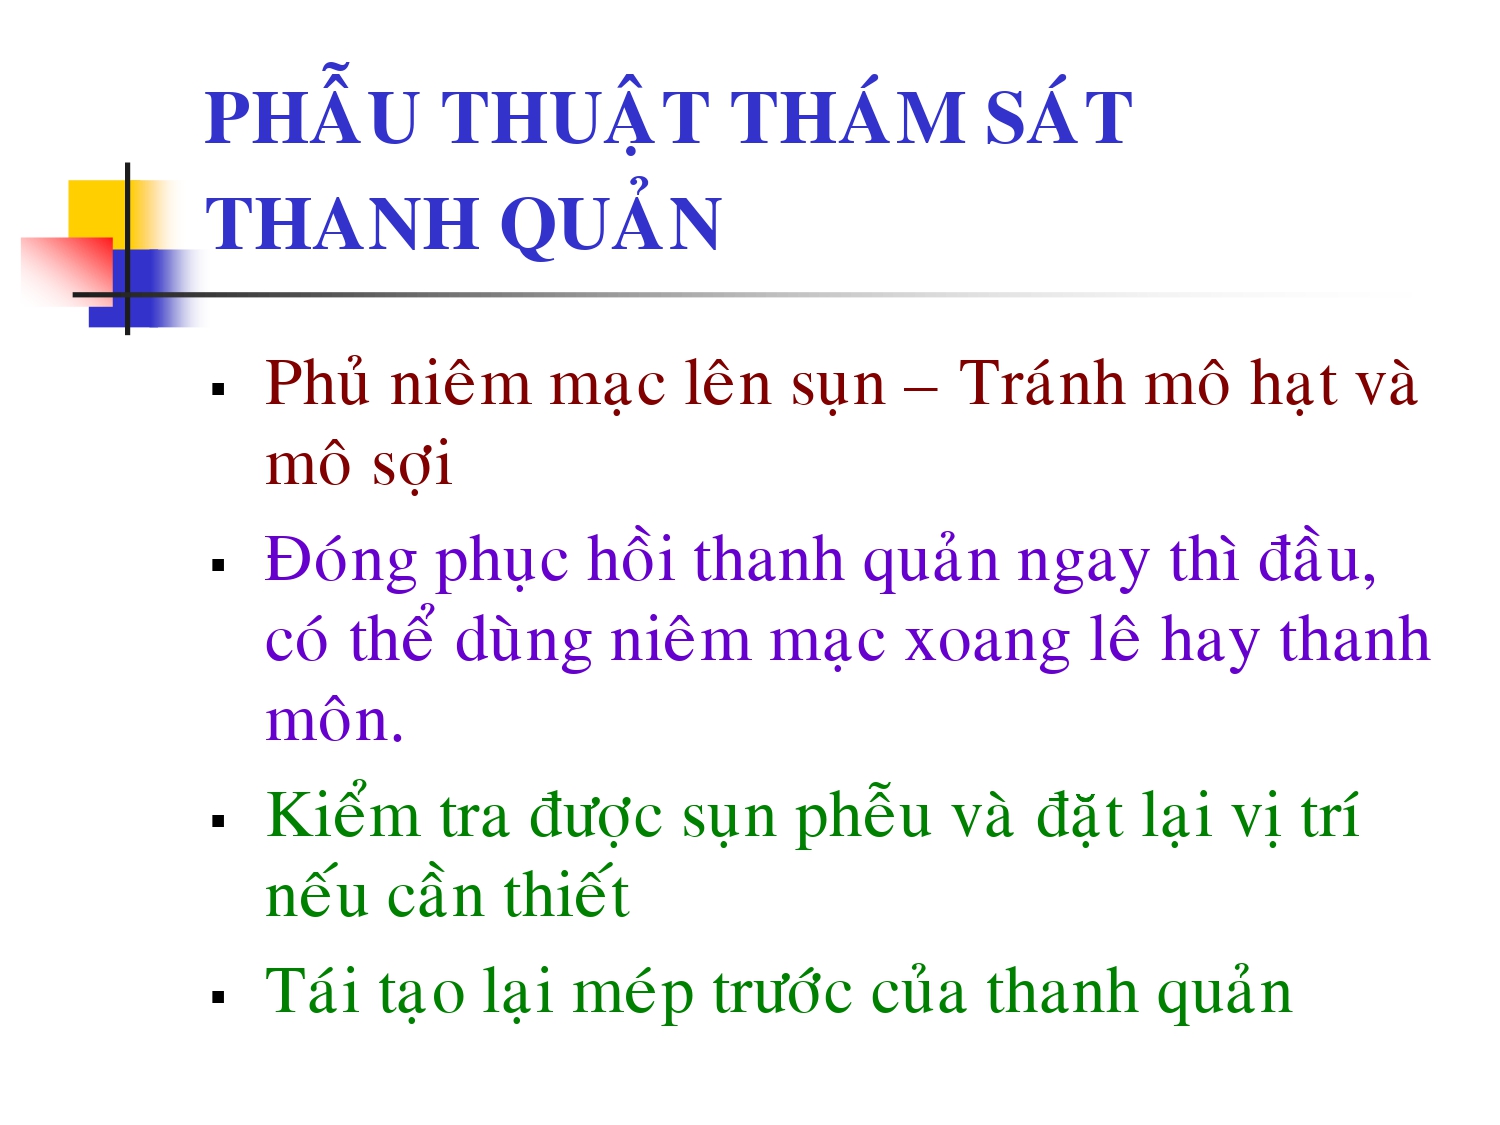 PHẪU THUẬT THÁM SÁT
THANH QUẢN
▪ Phủ niêm mạc lên sụn – Tránh mô hạt và
mô sợi
▪ Đóng phục hồi thanh quản ngay thì đầu,
có thể dùng niêm mạc xoang lê hay thanh
môn.
▪ Kiểm tra được sụn phễu và đặt lại vị trí
nếu cần thiết
▪ Tái tạo lại mép trước của thanh quản